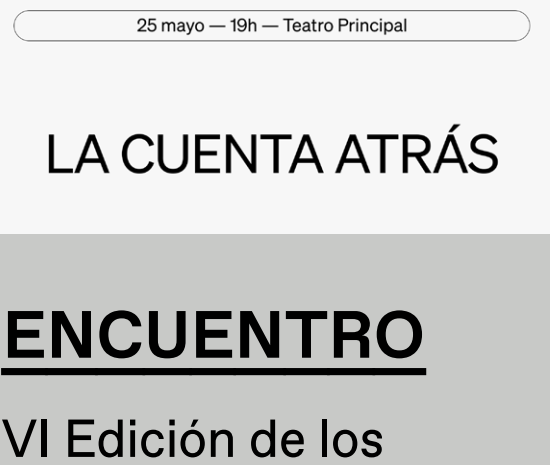 25 mayo — 19h — Teatro Principal
LA CUENTA ATRÁS
ENCUENTRO
VI Edición de los